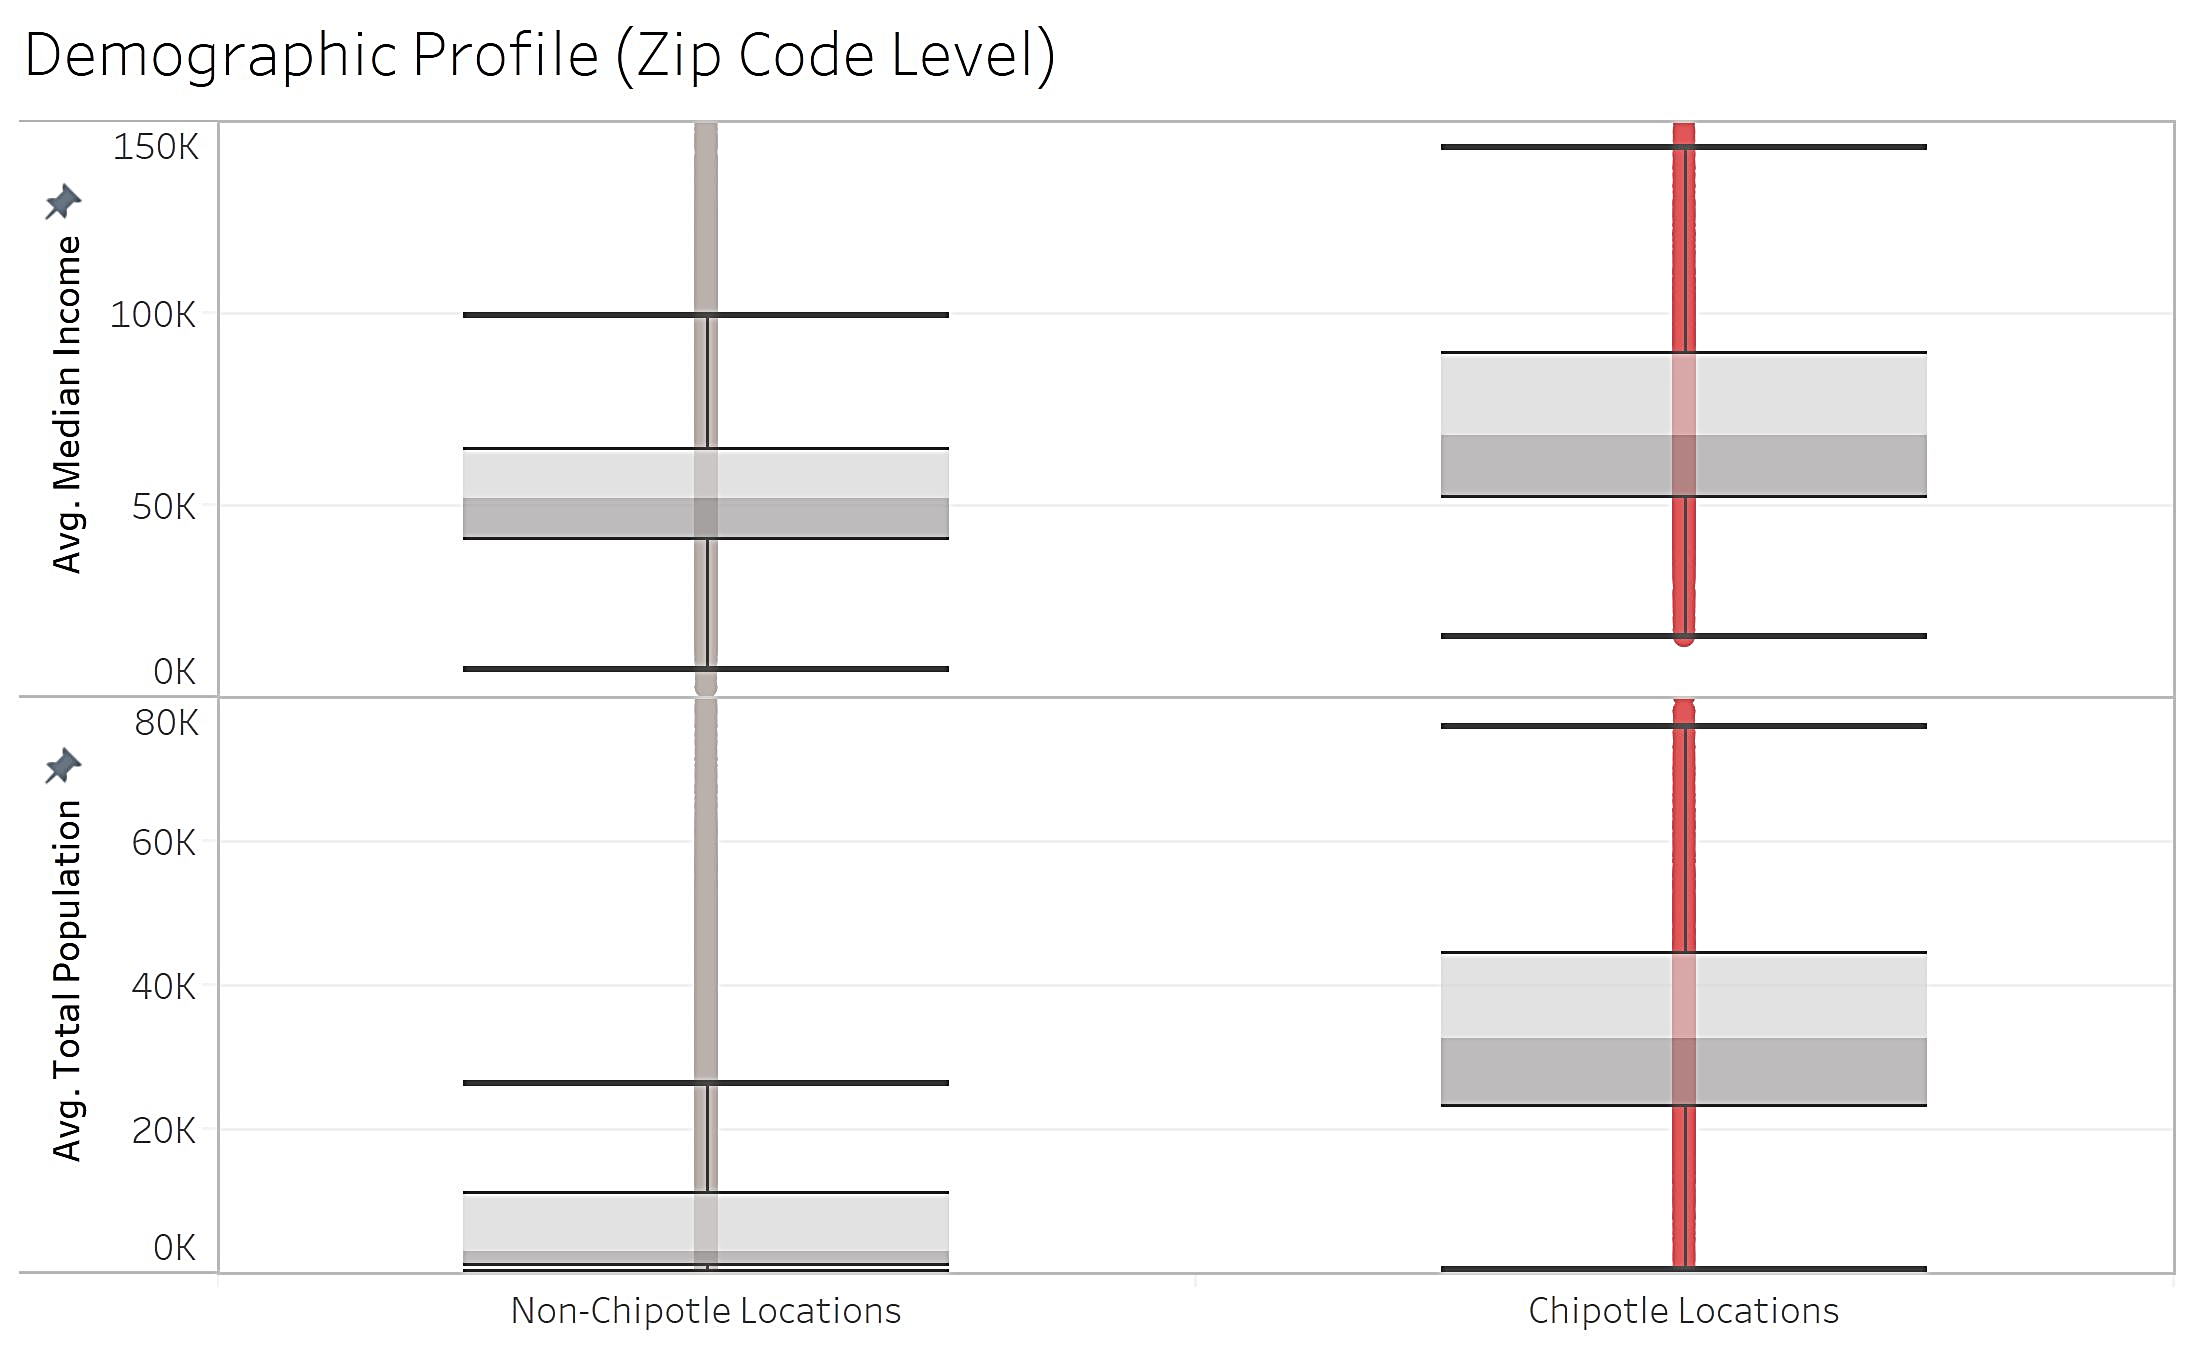 Demographic Profile (Zip Code Level)
150K
100K
50K
0K
Avg. Median Income
80K
60K
40K
20K
0K
Avg. Total Population
Non-Chipotle Locations
Chipotle Locations